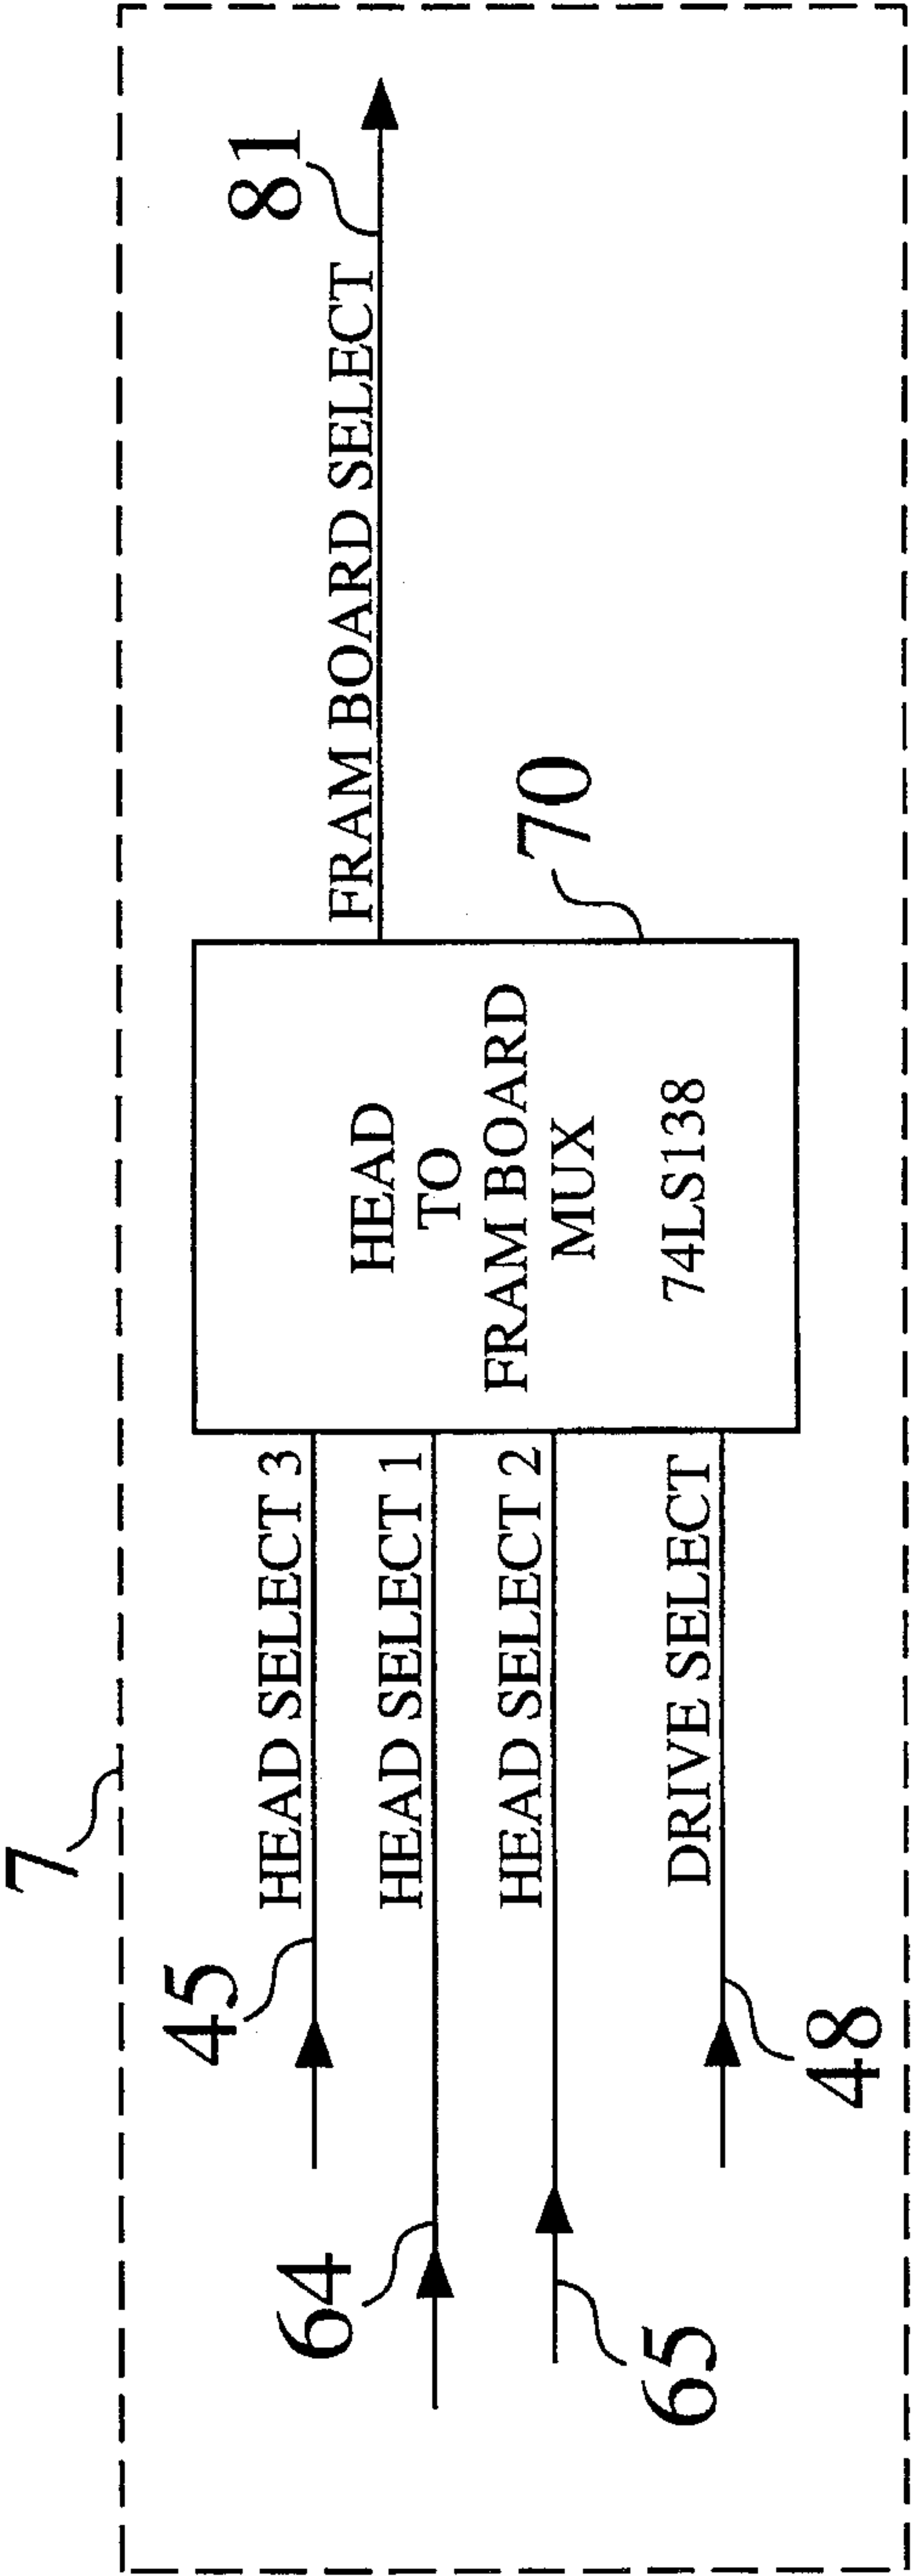 7
45
HEAD SELECT 3
64
HEAD SELECT 1
65
HEAD SELECT 2
48
DRIVE SELECT
HEAD
TO
FRAM BOARD
MUX
74LS138
70
FRAM BOARD SELECT
81